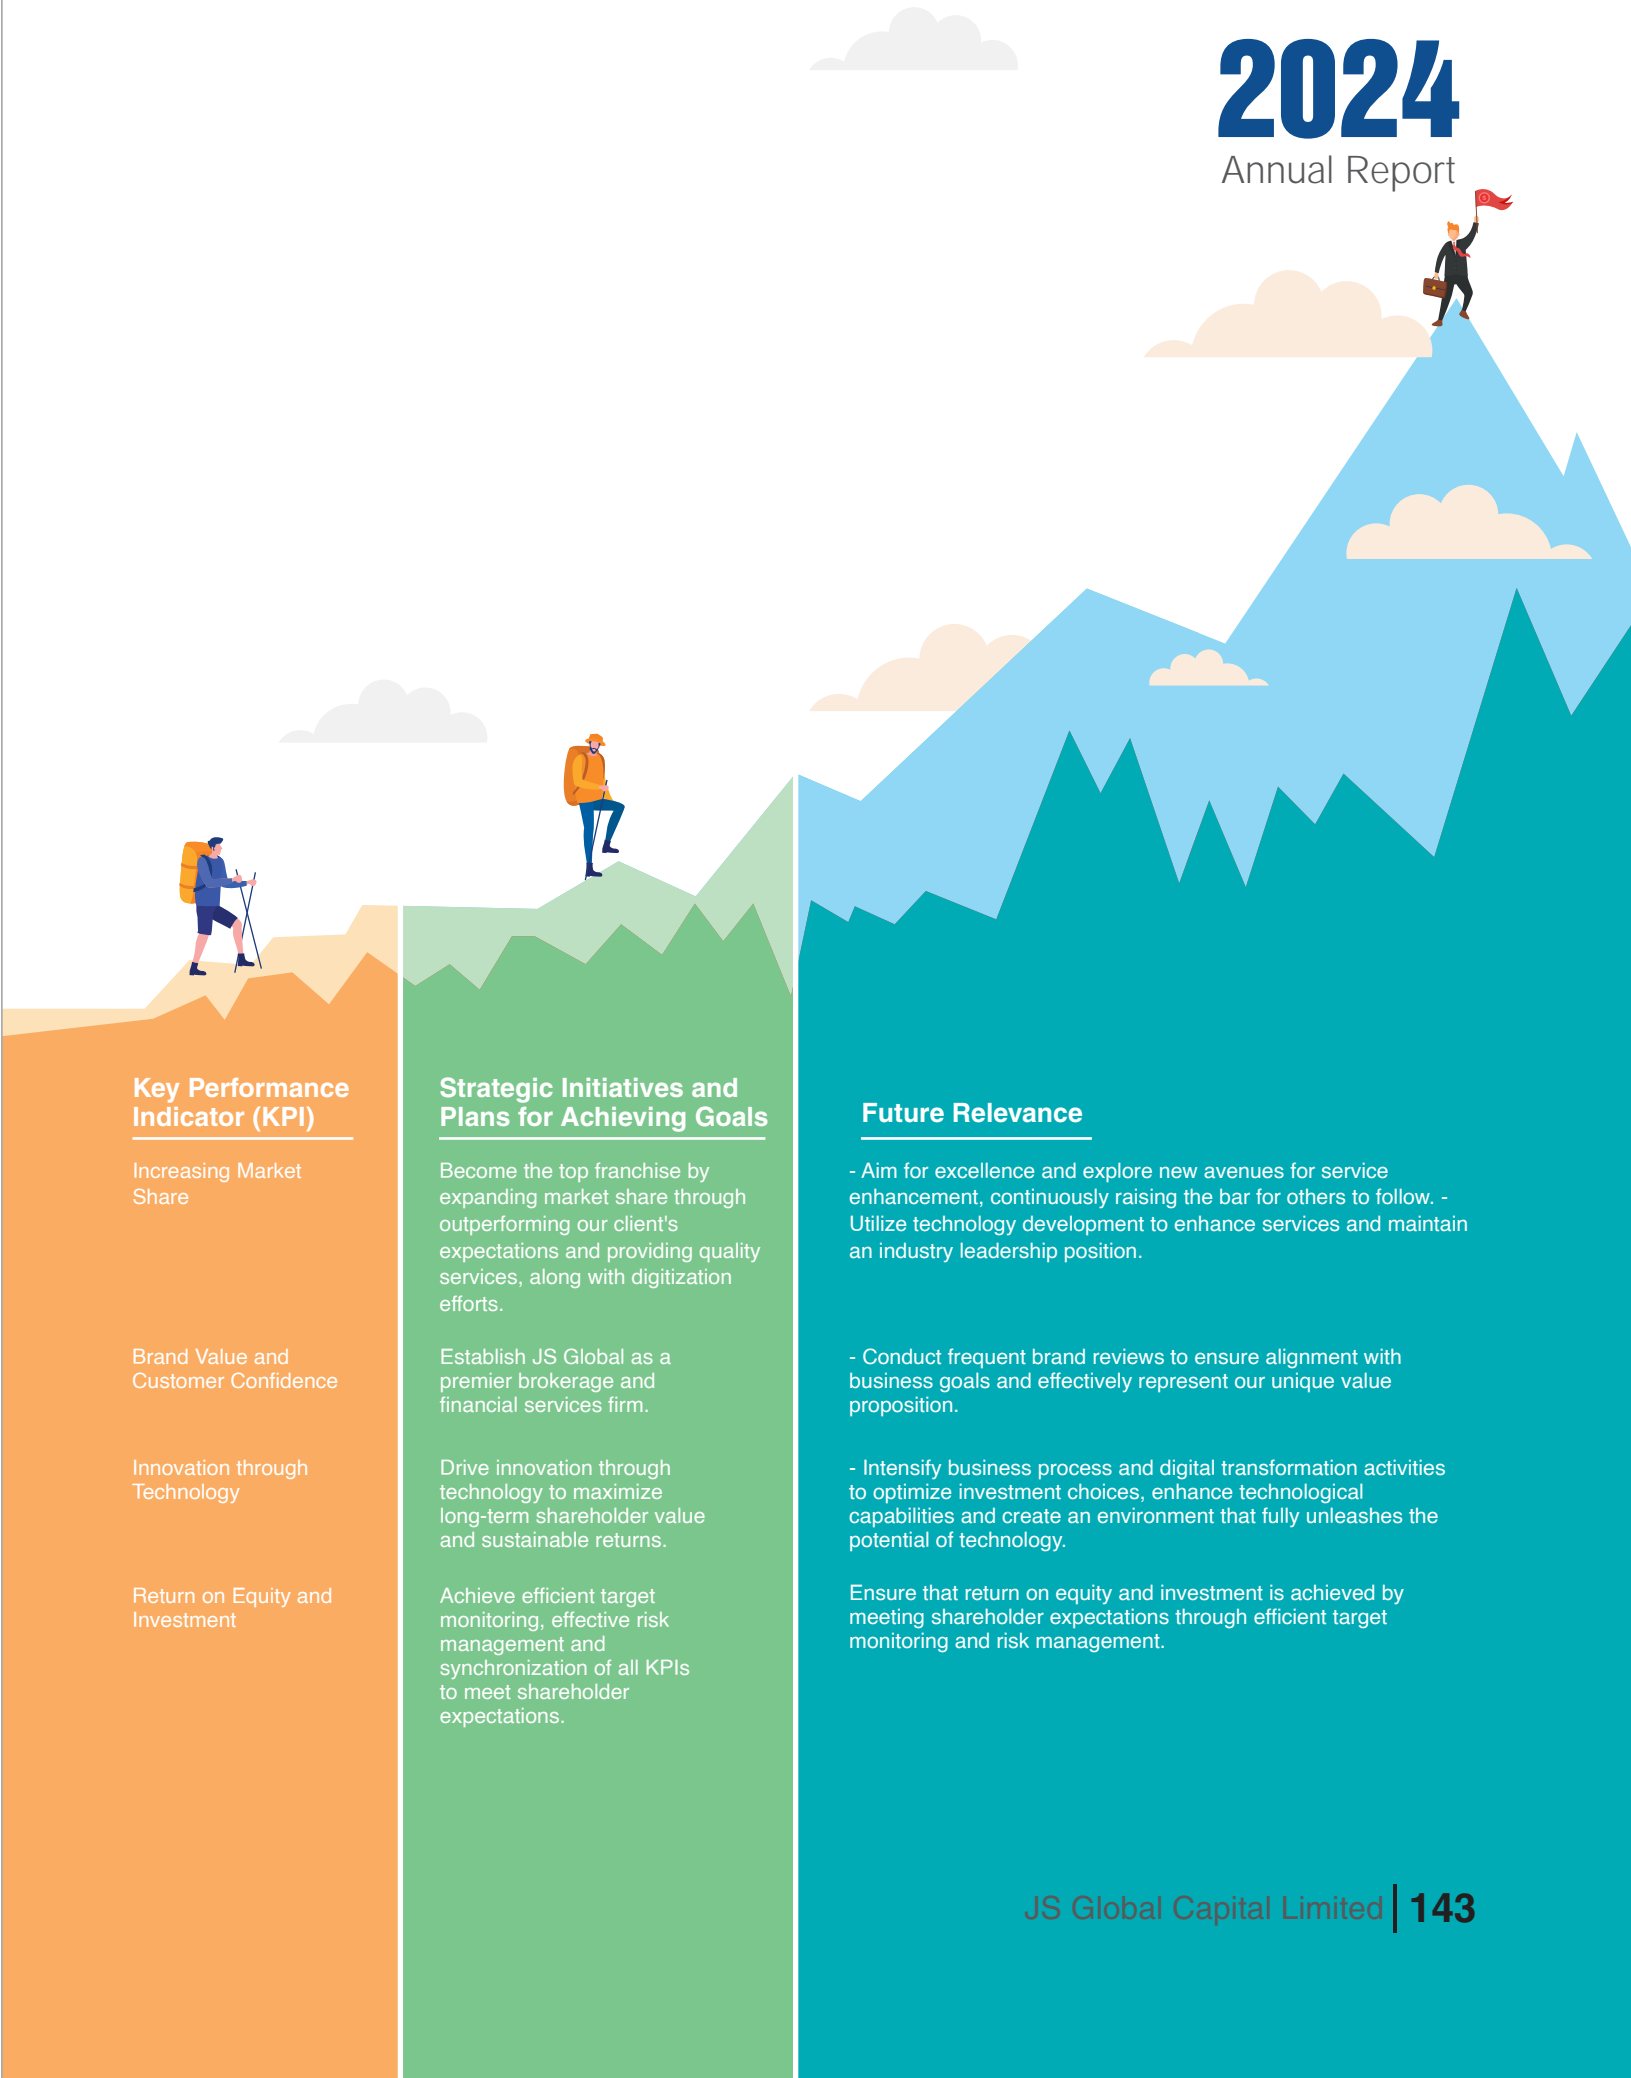 2024
Annual Report
Key Performance
Indicator (KPI)
Increasing Market
Share
Brand Value and
Customer Confidence
Innovation through
Technology
Return on Equity and
Investment
Strategic Initiatives and
Plans for Achieving Goals
Become the top franchise by
expanding market share through
outperforming our client's
expectations and providing quality
services, along with digitization
efforts.
Establish JS Global as a
premier brokerage and
financial services firm.
Drive innovation through
technology to maximize
long-term shareholder value
and sustainable returns.
Achieve efficient target
monitoring, effective risk
management and
synchronization of all KPIs
to meet shareholder
expectations.
Future Relevance
- Aim for excellence and explore new avenues for service
enhancement, continuously raising the bar for others to follow. -
Utilize technology development to enhance services and maintain
an industry leadership position.
- Conduct frequent brand reviews to ensure alignment with
business goals and effectively represent our unique value
proposition.
- Intensify business process and digital transformation activities
to optimize investment choices, enhance technological
capabilities and create an environment that fully unleashes the
potential of technology.
Ensure that return on equity and investment is achieved by
meeting shareholder expectations through efficient target
monitoring and risk management.
JS Global Capital Limited 143